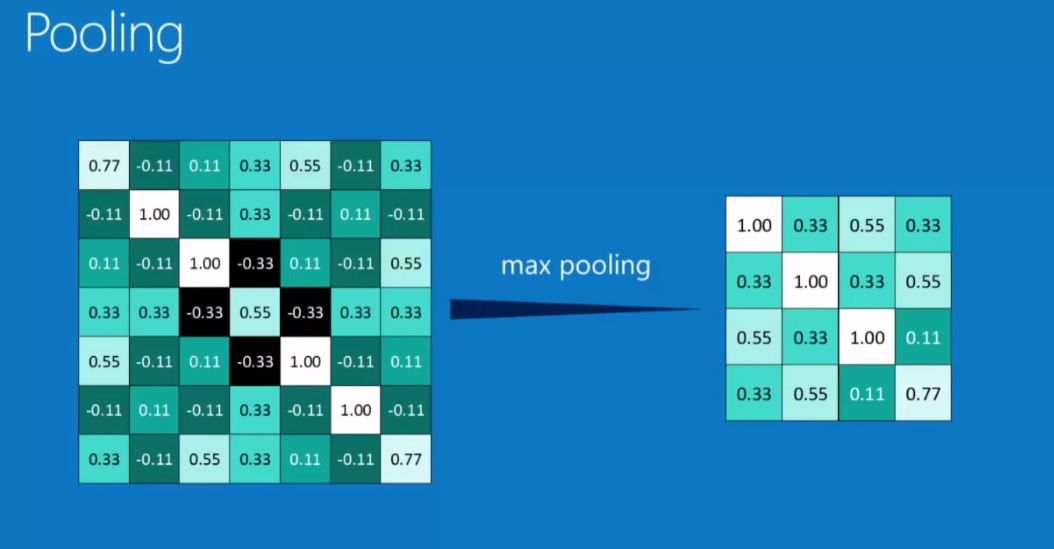 Pooling
0.77 -0.11 0.11 0.33 0.55 -0.11 0.33
-0.11 1.00 -0.11 0.33 -0.11 0.11 -0.11
0.11 -0.11 1.00 -0.33 0.11 -0.11 0.55
0.33 0.33 -0.33 0.55 -0.33 0.33 0.33
0.55 -0.11 0.11 -0.33 1.00 -0.11 0.11
-0.11 0.11 -0.11 0.33 -0.11 1.00 -0.11
0.33 -0.11 0.55 0.33 0.11 -0.11 0.77
max pooling
1.00 0.33 0.55 0.33
0.33 1.00 0.33 0.55
0.55 0.33 1.00 0.11
0.33 0.55 0.11 0.77